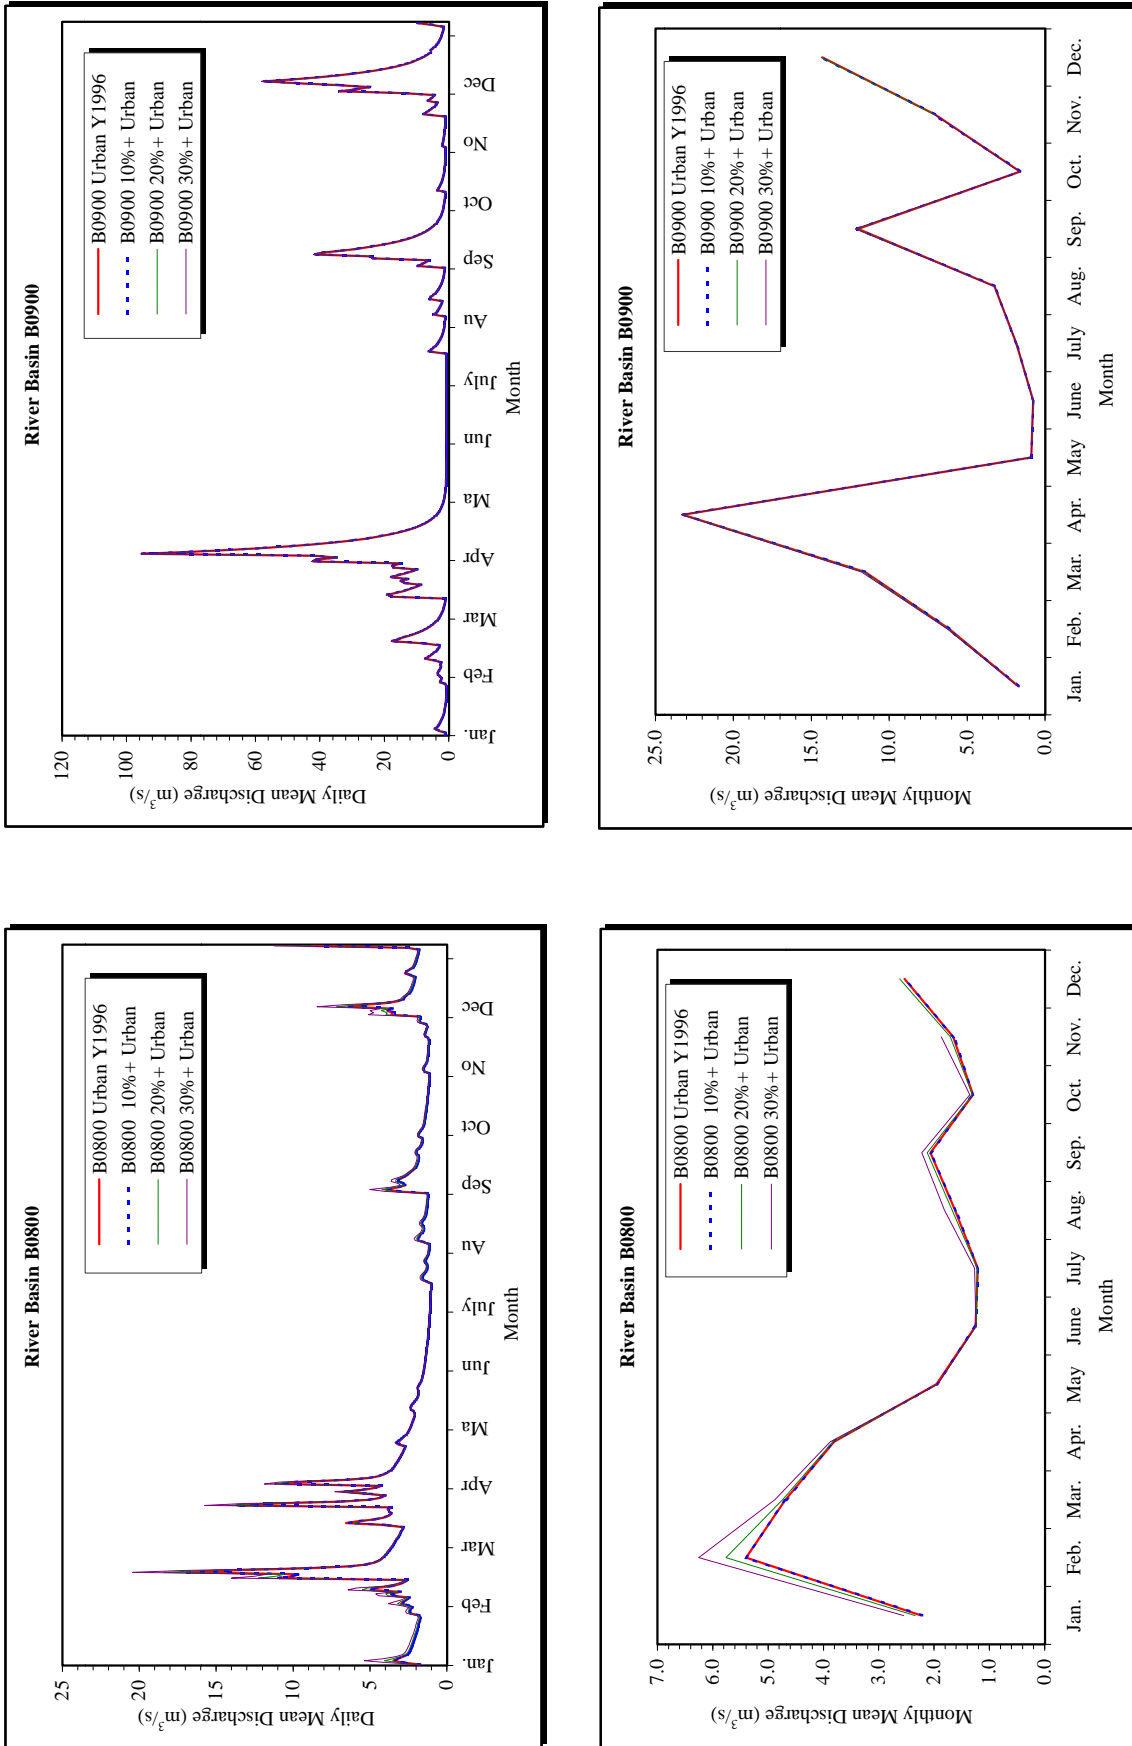 River Basin B0800
Daily Mean Discharge (m³/s)
25
20
15
10
5
0
B0800 Urban Y1996
B0800  10%+ Urban
B0800 20%+ Urban
B0800 30%+ Urban
Jan. Feb Mar Apr Ma Jun July Au Sep Oct No Dec
Month
River Basin B0900
Daily Mean Discharge (m³/s)
120
100
80
60
40
20
0
B0900 Urban Y1996
B0900 10%+ Urban
B0900 20%+ Urban
B0900 30%+ Urban
Jan. Feb Mar Apr Ma Jun July Au Sep Oct No Dec
Month
River Basin B0800
Monthly Mean Discharge (m³/s)
7.0
6.0
5.0
4.0
3.0
2.0
1.0
0.0
B0800 Urban Y1996
B0800  10%+ Urban
B0800 20%+ Urban
B0800 30%+ Urban
Jan. Feb. Mar. Apr. May June July Aug. Sep. Oct. Nov. Dec.
Month
River Basin B0900
Monthly Mean Discharge (m³/s)
25.0
20.0
15.0
10.0
5.0
0.0
B0900 Urban Y1996
B0900 10%+ Urban
B0900 20%+ Urban
B0900 30%+ Urban
Jan. Feb. Mar. Apr. May June July Aug. Sep. Oct. Nov. Dec.
Month